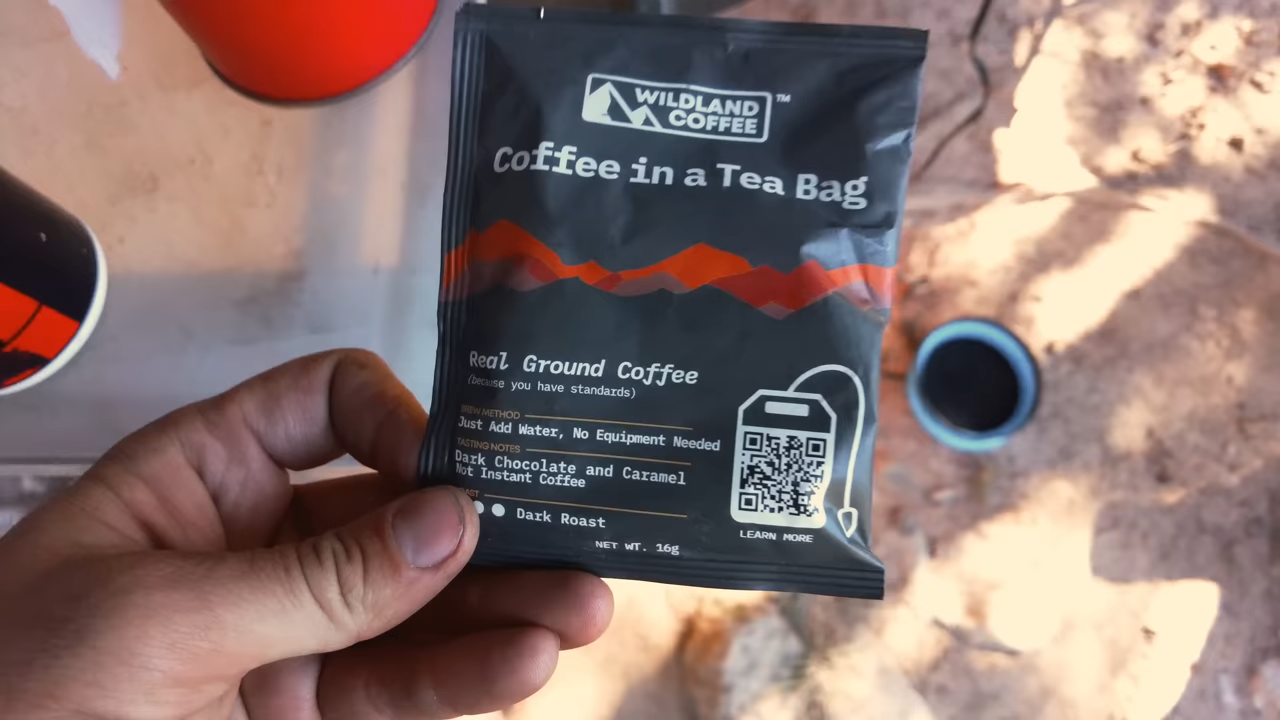 WILDLAND
COFFEE
TM
Coffee in a Tea Bag
Real Ground Coffee
(because you have standards)
BREW METHOD
Just Add Water, No Equipment Needed
TASTING NOTES
Dark Chocolate and Caramel
Not Instant Coffee
Dark Roast
NET WT. 16g
LEARN MORE